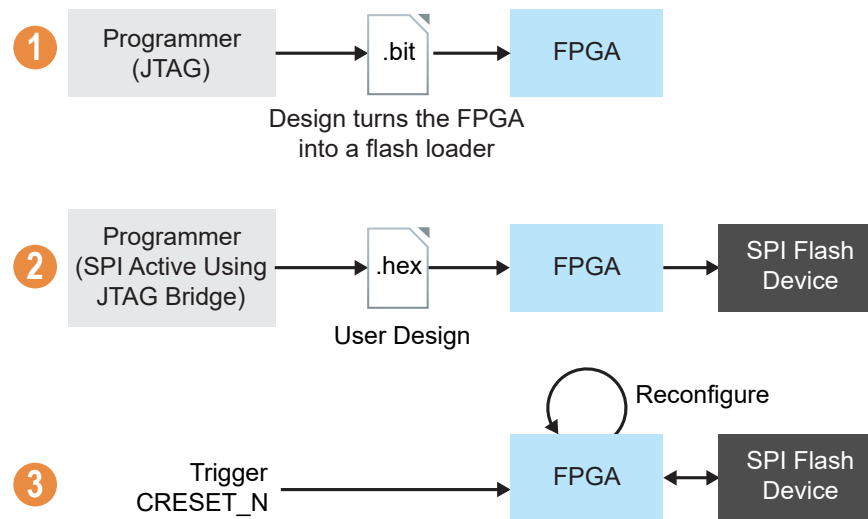 1
Programmer
(JTAG)
.bit
FPGA
Design turns the FPGA
into a flash loader
2
Programmer
(SPI Active Using
JTAG Bridge)
.hex
FPGA
SPI Flash
Device
User Design
3
Trigger
CRESET_N
Reconfigure
FPGA
SPI Flash
Device